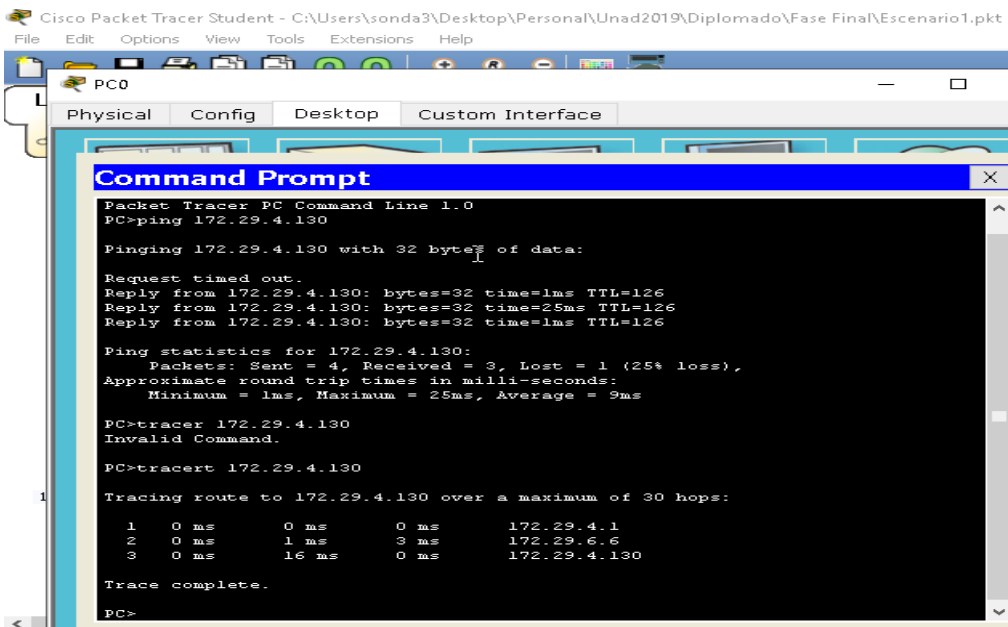 Cisco Packet Tracer Student - C:\Users\sonda3\Desktop\Personal\Unad2019\Diplomado\Fase Final\Escenario1.pkt
File Edit Options View Tools Extensions Help
PC0
L
Physical Config Desktop Custom Interface
Command Prompt
Packet Tracer PC Command Line 1.0
PC>ping 172.29.4.130
Pinging 172.29.4.130 with 32 bytes of data:
Request timed out.
Reply from 172.29.4.130: bytes=32 time=1ms TTL=126
Reply from 172.29.4.130: bytes=32 time=25ms TTL=126
Reply from 172.29.4.130: bytes=32 time=1ms TTL=126
Ping statistics for 172.29.4.130:
Packets: Sent = 4, Received = 3, Lost = 1 (25% loss),
Approximate round trip times in milli-seconds:
Minimum = 1ms, Maximum = 25ms, Average = 9ms
PC>tracer 172.29.4.130
Invalid Command.
PC>tracert 172.29.4.130
1
Tracing route to 172.29.4.130 over a maximum of 30 hops:
1 0 ms 0 ms 0 ms 172.29.4.1
2 0 ms 1 ms 3 ms 172.29.6.6
3 0 ms 16 ms 0 ms 172.29.4.130
Trace complete.
PC>